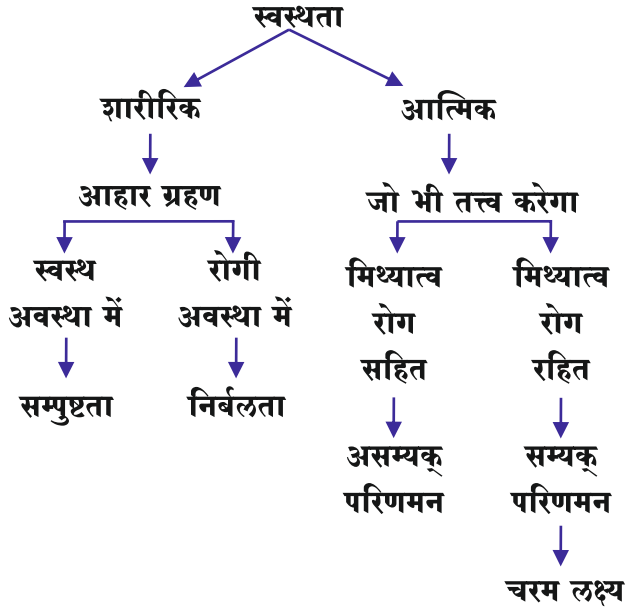 स्वस्थता
शारीरिक
आत्मिक
आहार ग्रहण
जो भी तत्त्व करेगा
स्वस्थ
अवस्था में
रोगी
अवस्था में
मिथ्यात्व
रोग
सहित
मिथ्यात्व
रोग
रहित
सम्पुष्टता
निर्बलता
असम्यक्
परिणमन
सम्यक्
परिणमन
चरम लक्ष्य